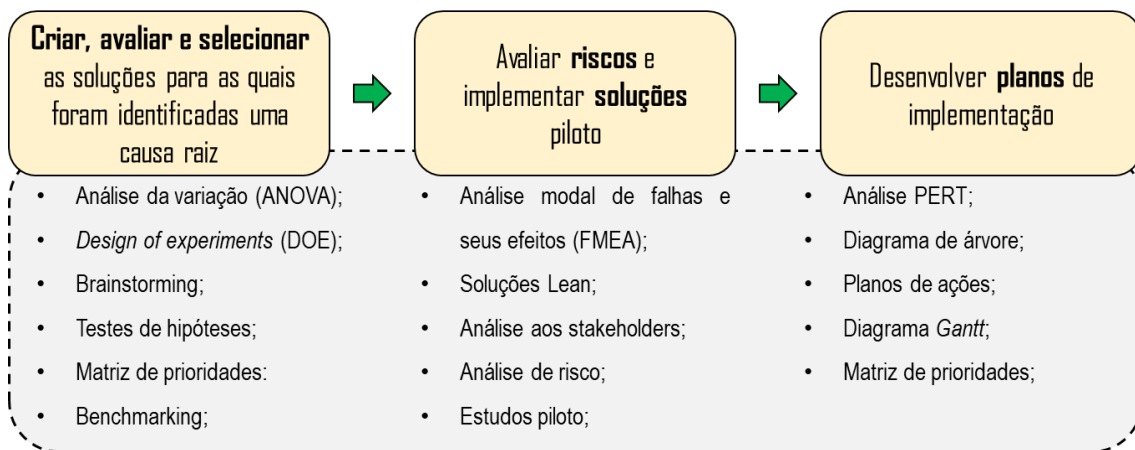 Criar, avaliar e selecionar
as soluções para as quais
foram identificadas uma
causa raiz
Avaliar riscos e
implementar soluções
piloto
Desenvolver planos de
implementação
• Análise da variação (ANOVA);
• Design of experiments (DOE);
• Brainstorming;
• Testes de hipóteses;
• Matriz de prioridades:
• Benchmarking;
• Análise modal de falhas e
seus efeitos (FMEA);
• Soluções Lean;
• Análise aos stakeholders;
• Análise de risco;
• Estudos piloto;
• Análise PERT;
• Diagrama de árvore;
• Planos de ações;
• Diagrama Gantt;
• Matriz de prioridades;